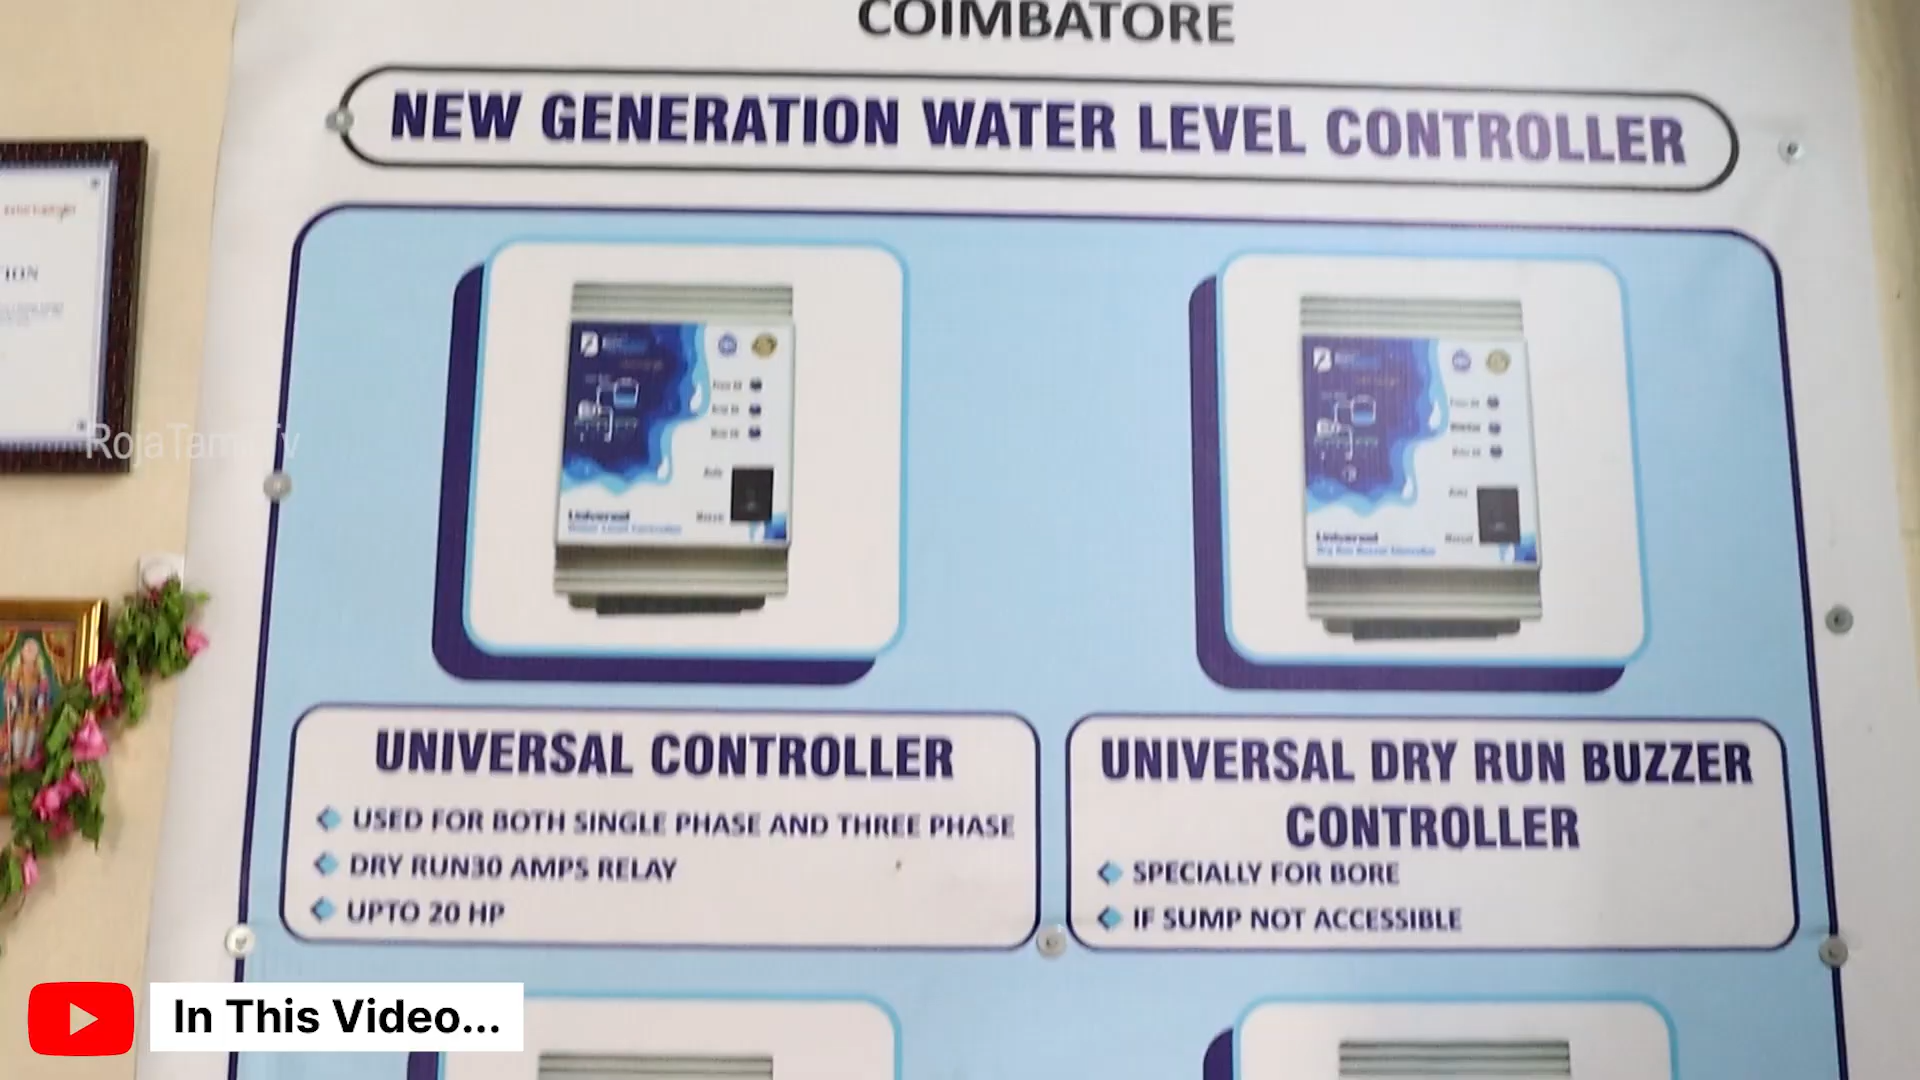 COIMBATORE
NEW GENERATION WATER LEVEL CONTROLLER
Universal
Universal
UNIVERSAL CONTROLLER
USED FOR BOTH SINGLE PHASE AND THREE PHASE
DRY RUN30 AMPS RELAY
UPTO 20 HP
UNIVERSAL DRY RUN BUZZER
CONTROLLER
SPECIALLY FOR BORE
IF SUMP NOT ACCESSIBLE
In This Video...